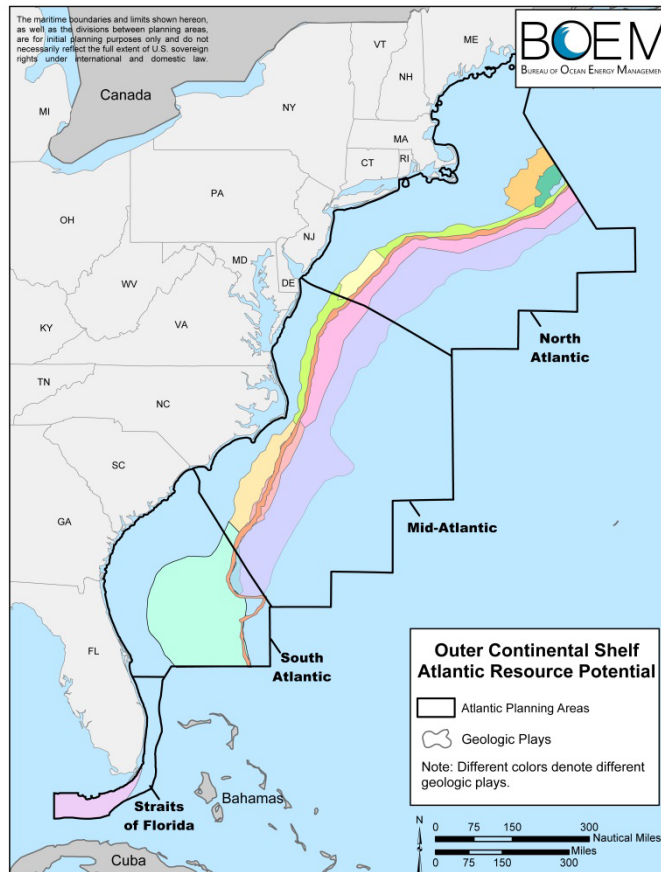 The maritime boundaries and limits shown hereon,
as well as the divisions between planning areas,
are for initial planning purposes only and do not
necessarily reflect the full extent of U.S. sovereign
rights under international and domestic law.
BOEM
BUREAU OF OCEAN ENERGY MANAGEMENT
ME
VT
NH
Canada
MI
NY
MA
CT
RI
PA
OH
NJ
MD
DE
WV
VA
KY
North
Atlantic
TN
NC
SC
Mid-Atlantic
GA
FL
South
Atlantic
Outer Continental Shelf
Atlantic Resource Potential
Atlantic Planning Areas
Geologic Plays
Note: Different colors denote different
geologic plays.
Straits
of Florida
Bahamas
Cuba
N
0 75 150 300
Nautical Miles
Miles
0 75 150 300